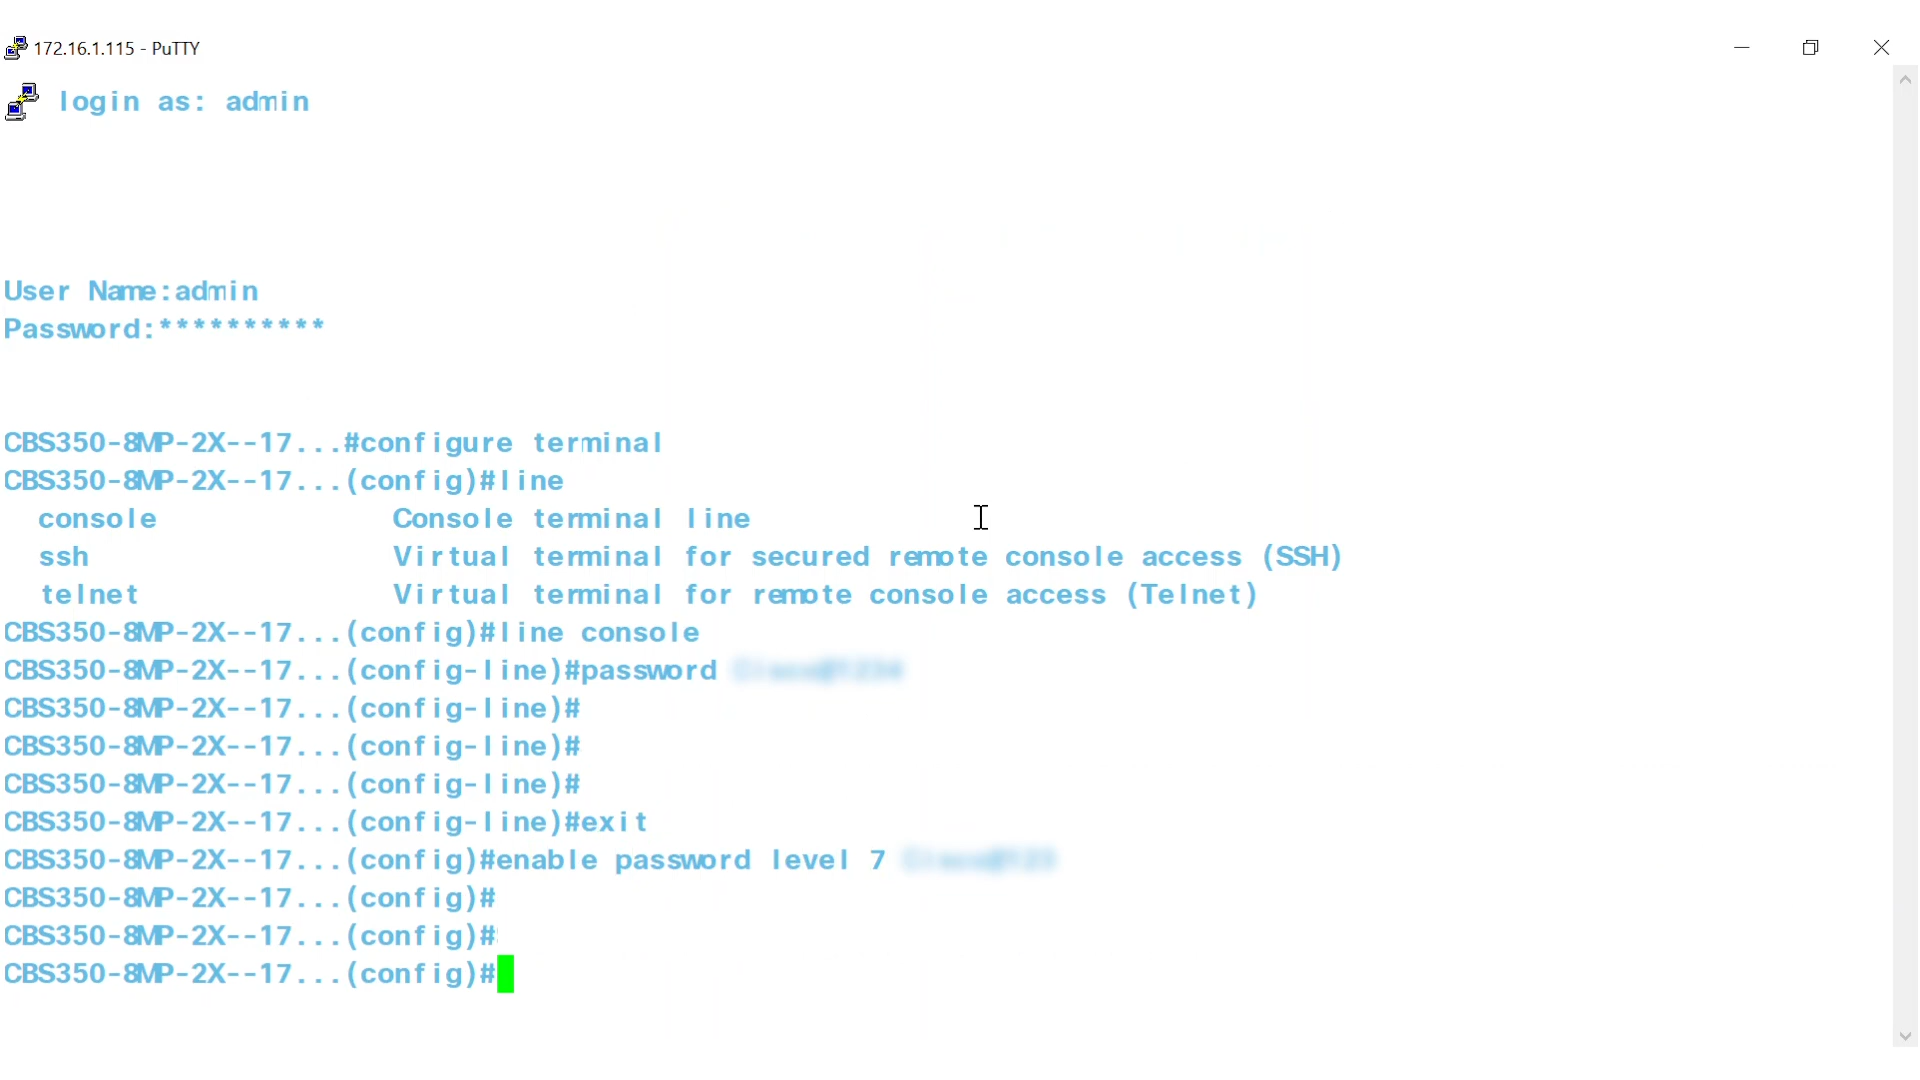 172.16.1.115 - PuTTY
login as: admin
User Name:admin
Password:**********
CBS350-8MP-2X--17...#configure terminal
CBS350-8MP-2X--17...(config)#line
console Console terminal line
ssh Virtual terminal for secured remote console access (SSH)
telnet Virtual terminal for remote console access (Telnet)
CBS350-8MP-2X--17...(config)#line console
CBS350-8MP-2X--17...(config-line)#password
CBS350-8MP-2X--17...(config-line)#
CBS350-8MP-2X--17...(config-line)#
CBS350-8MP-2X--17...(config-line)#
CBS350-8MP-2X--17...(config-line)#exit
CBS350-8MP-2X--17...(config)#enable password level 7
CBS350-8MP-2X--17...(config)#
CBS350-8MP-2X--17...(config)#
CBS350-8MP-2X--17...(config)#